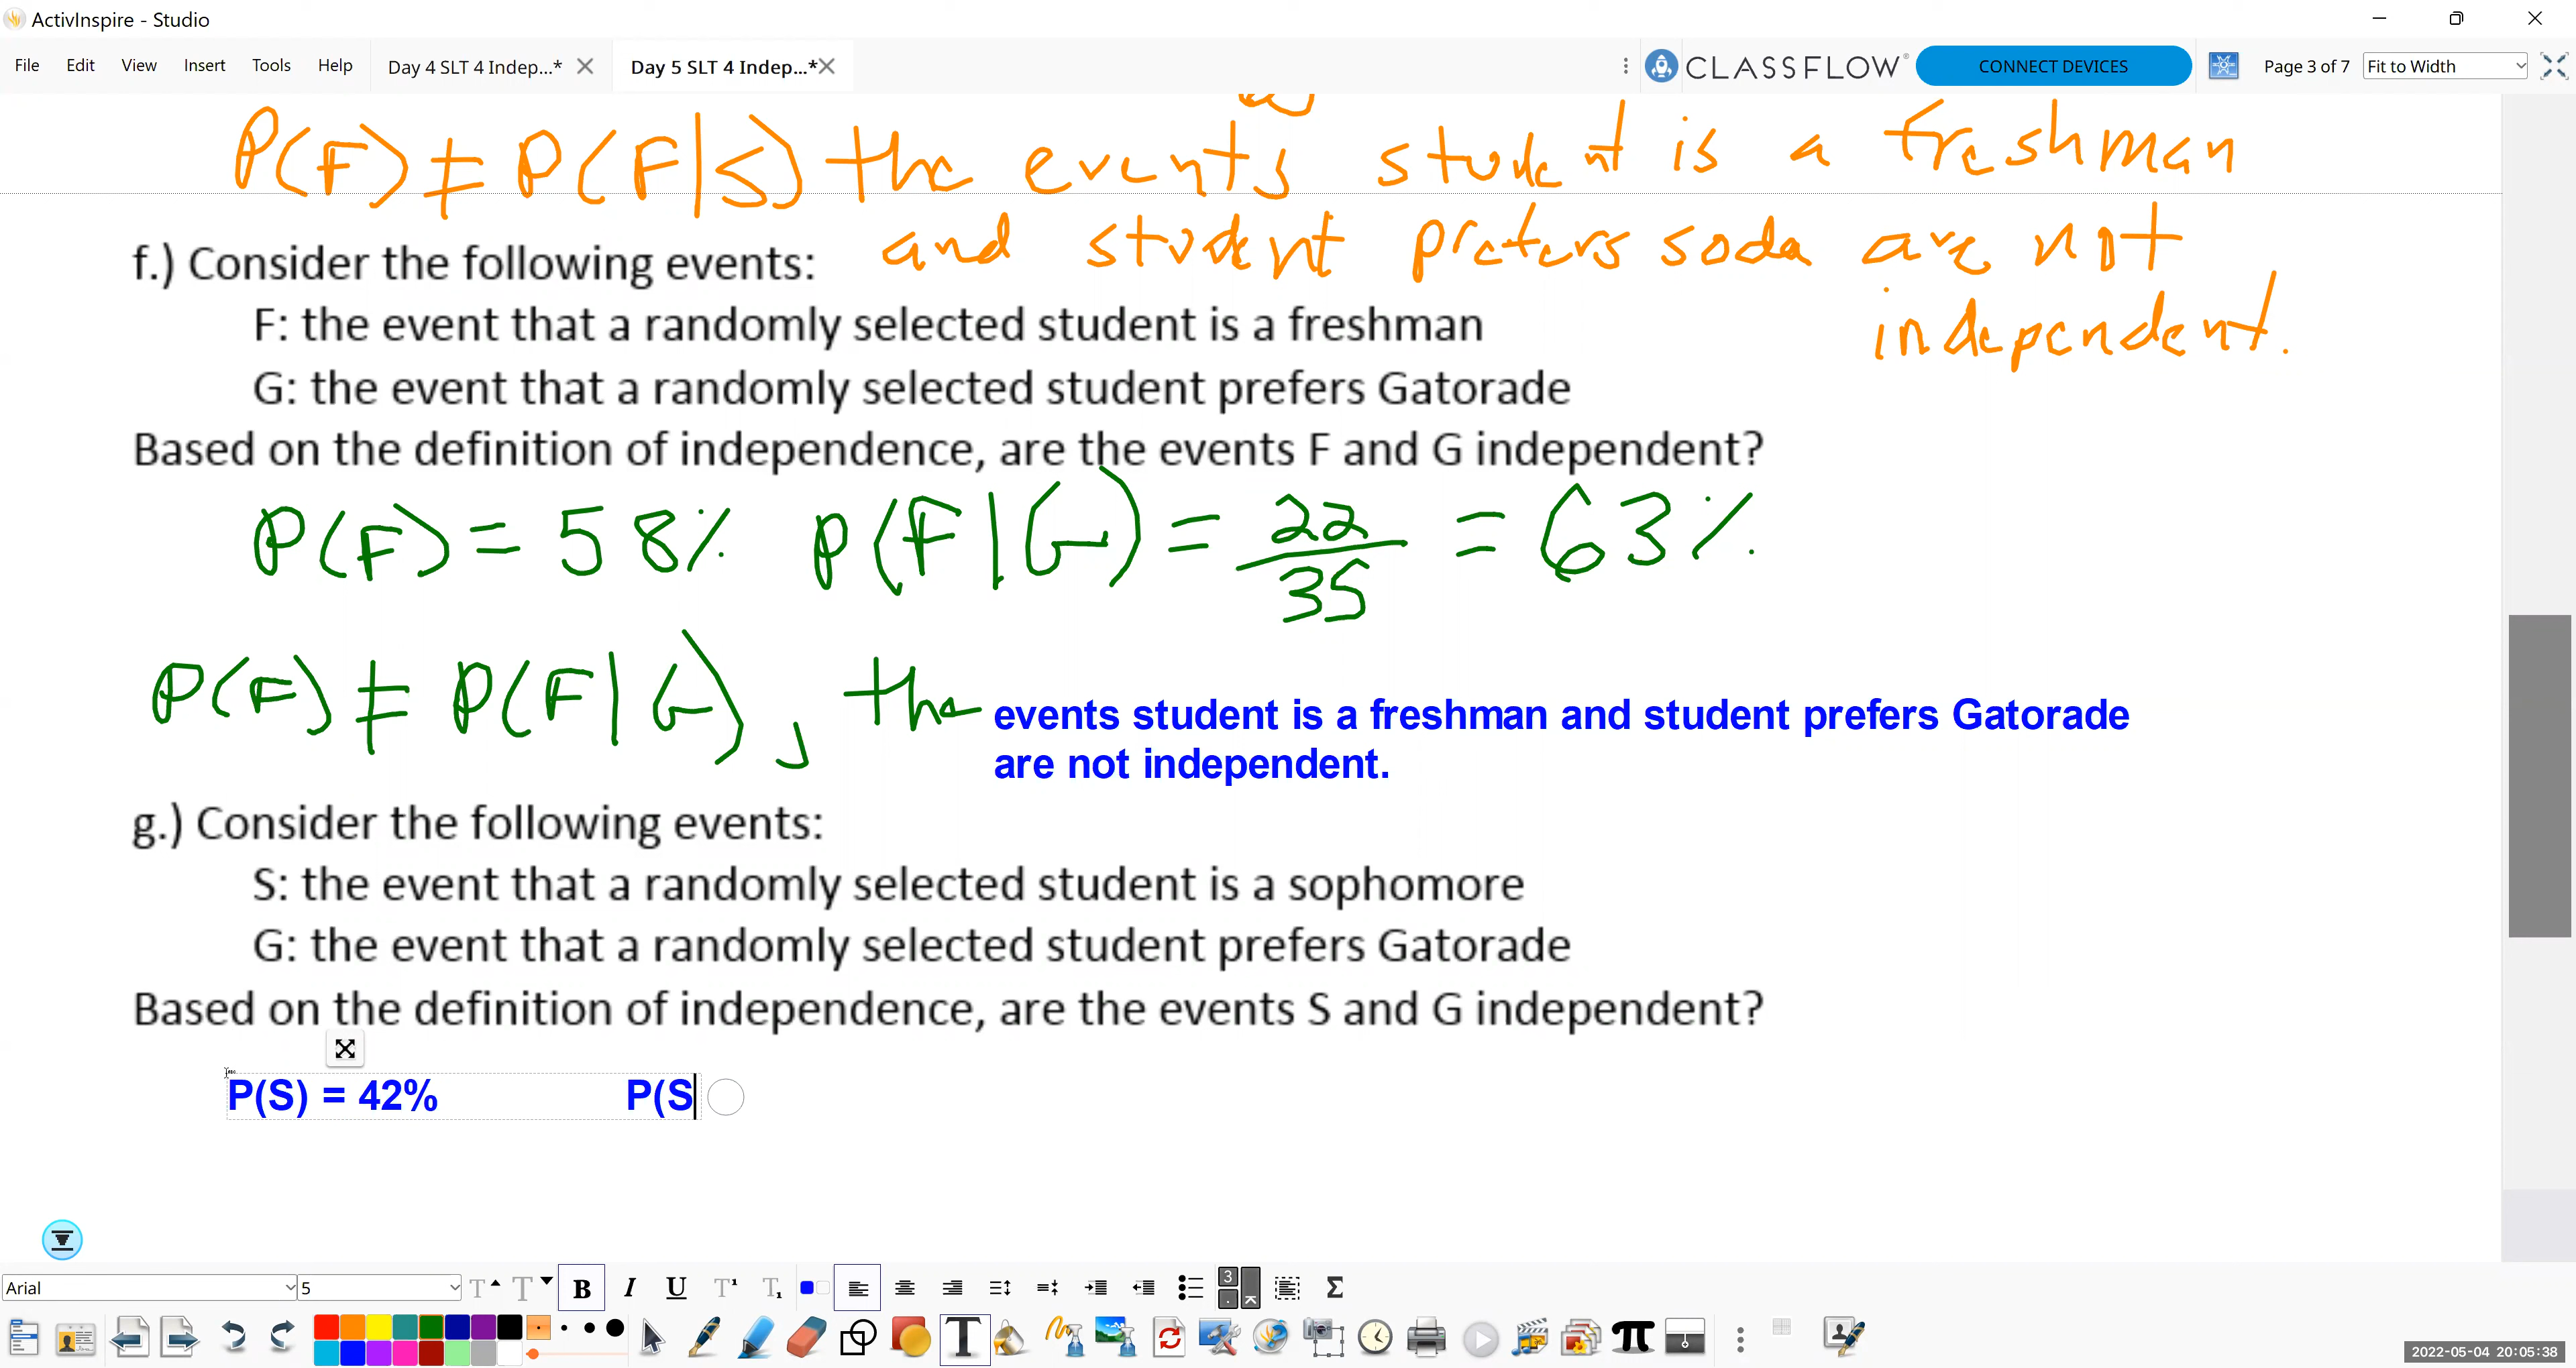 ActivInspire - Studio
File Edit View Insert Tools Help Day 4 SLT 4 Indep...* Day 5 SLT 4 Indep...* CLASSFLOW CONNECT DEVICES Page 3 of 7 Fit to Width
P(F) ≠ P(F|S) the events student is a freshman
and student prefers soda are not
independent.
f.) Consider the following events:
F: the event that a randomly selected student is a freshman
G: the event that a randomly selected student prefers Gatorade
Based on the definition of independence, are the events F and G independent?
P(F) = 58% P(F|G) = 22/35 = 63%
P(F) ≠ P(F|G), the events student is a freshman and student prefers Gatorade
are not independent.
g.) Consider the following events:
S: the event that a randomly selected student is a sophomore
G: the event that a randomly selected student prefers Gatorade
Based on the definition of independence, are the events S and G independent?
P(S) = 42% P(S
Arial 5 B I U
2022-05-04 20:05:38